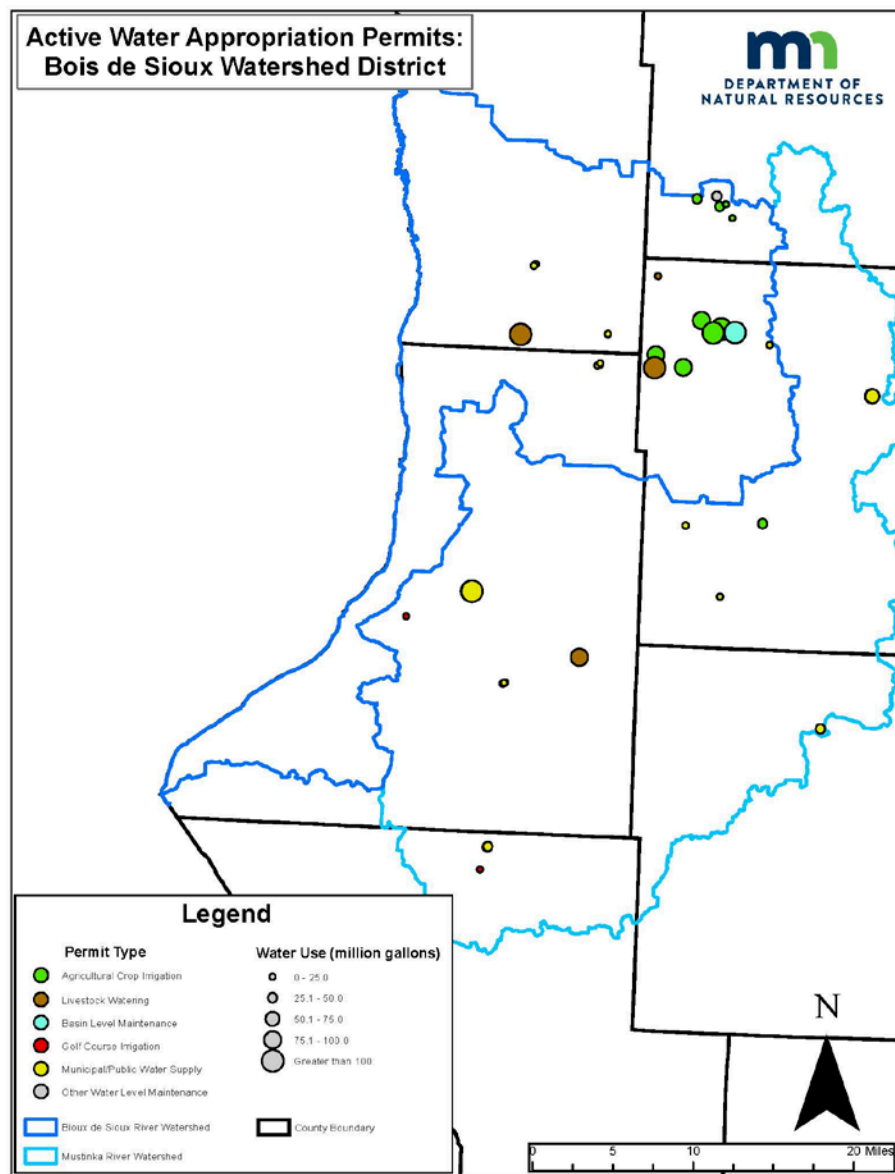 Active Water Appropriation Permits:
Bois de Sioux Watershed District
mn
DEPARTMENT OF
NATURAL RESOURCES
Legend
Permit Type
Agricultural Crop Irrigation
Livestock Watering
Basin Level Maintenance
Golf Course Irrigation
Municipal/Public Water Supply
Other Water Level Maintenance
Bioux de Sioux River Watershed
Mustinka River Watershed
Water Use (million gallons)
0 - 25.0
25.1 - 50.0
50.1 - 75.0
75.1 - 100.0
Greater than 100
County Boundary
N
0 5 10 20 Miles